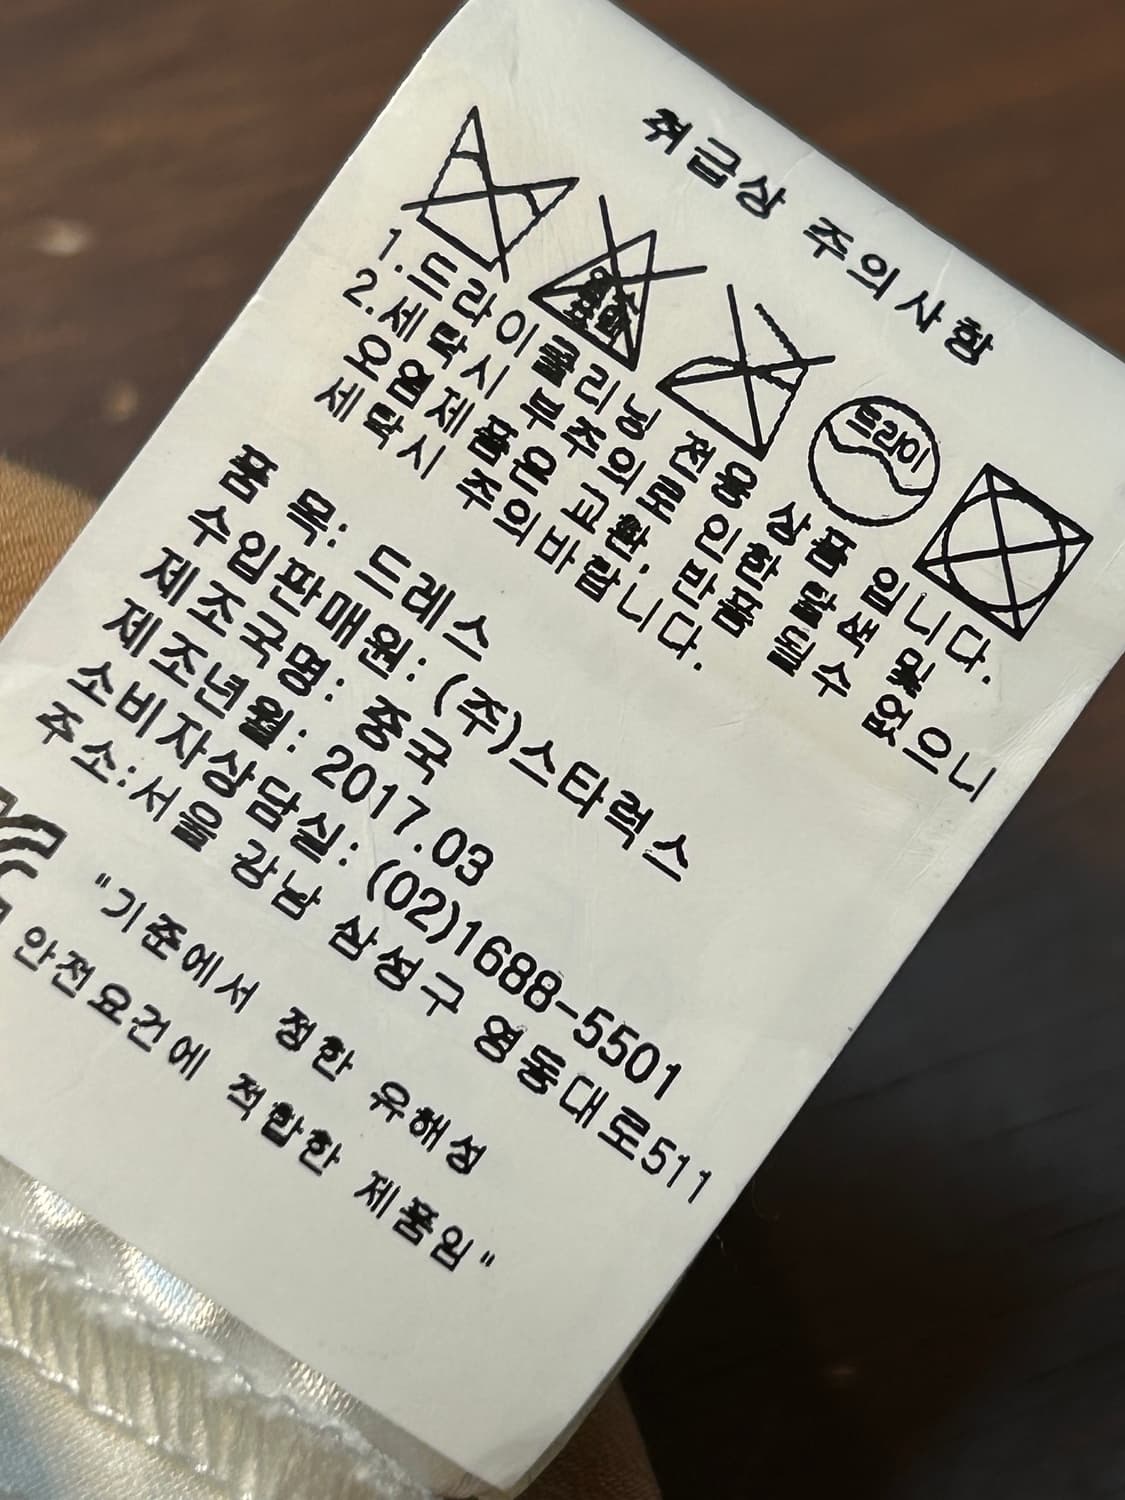 취급상 주의사항
염소
표백
드라이
1.드라이클리닝 전용 상품 입니다.
2.세탁시 부주의로 인한 탈색 및
오염제품은 교환,반품 될수 없으니
세탁시 주의바랍니다.
품 목: 드레스
수입판매원: (주)스타럭스
제조국명: 중국
제조년월: 2017.03
소비자상담실: (02)1688-5501
주소:서울 강남 삼성구 영동대로511
"기준에서 정한 유해성
안전요건에 적합한 제품임"